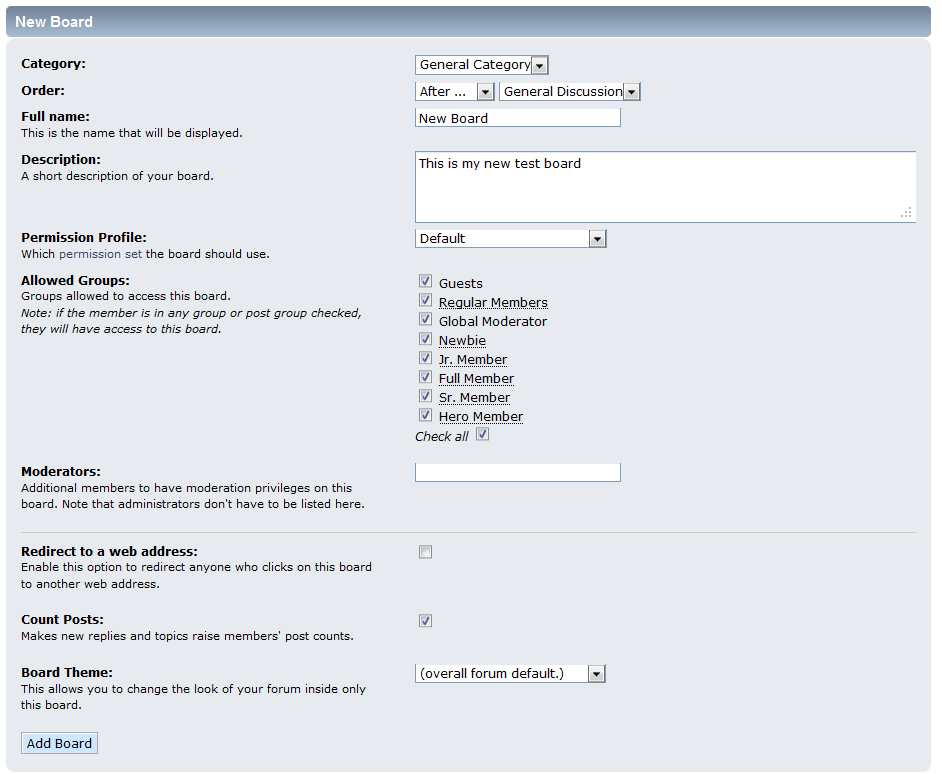 New Board
Category:
General Category
Order:
After ... General Discussion
Full name:
This is the name that will be displayed.
New Board
Description:
A short description of your board.
This is my new test board
Permission Profile:
Which permission set the board should use.
Default
Allowed Groups:
Groups allowed to access this board.
Note: if the member is in any group or post group checked,
they will have access to this board.
Guests
Regular Members
Global Moderator
Newbie
Jr. Member
Full Member
Sr. Member
Hero Member
Check all
Moderators:
Additional members to have moderation privileges on this
board. Note that administrators don't have to be listed here.
Redirect to a web address:
Enable this option to redirect anyone who clicks on this board
to another web address.
Count Posts:
Makes new replies and topics raise members' post counts.
Board Theme:
This allows you to change the look of your forum inside only
this board.
(overall forum default.)
Add Board